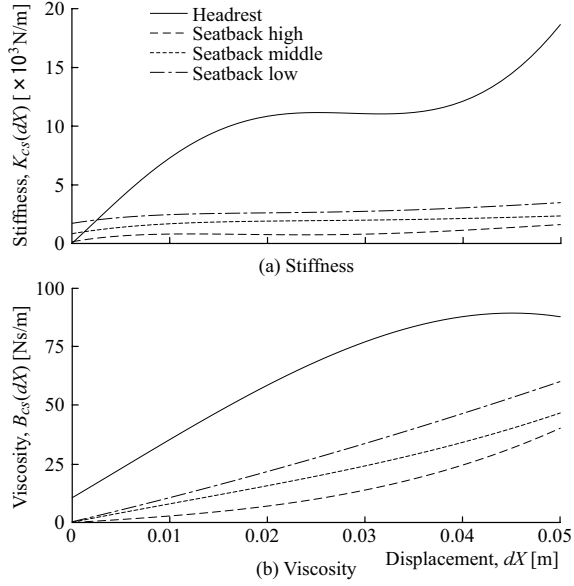 Stiffness, K_cs(dX) [×10³N/m]
20
15
10
5
0
Headrest
Seatback high
Seatback middle
Seatback low
(a) Stiffness
Viscosity, B_cs(dX) [Ns/m]
100
75
50
25
0
0 0.01 0.02 0.03 0.04 0.05
Displacement, dX [m]
(b) Viscosity